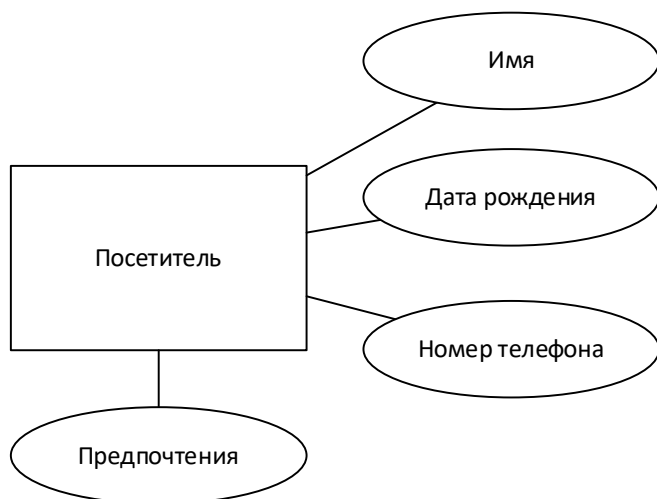 Имя
Дата рождения
Посетитель
Номер телефона
Предпочтения